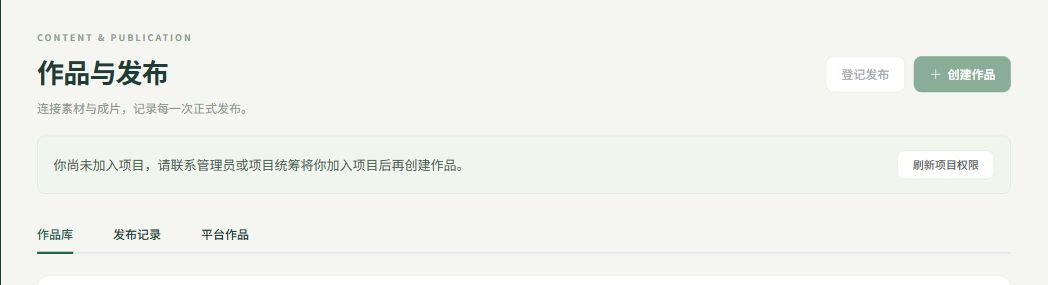 CONTENT & PUBLICATION
作品与发布
登记发布
＋ 创建作品
连接素材与成片，记录每一次正式发布。
你尚未加入项目，请联系管理员或项目统筹将你加入项目后再创建作品。
刷新项目权限
作品库
发布记录
平台作品